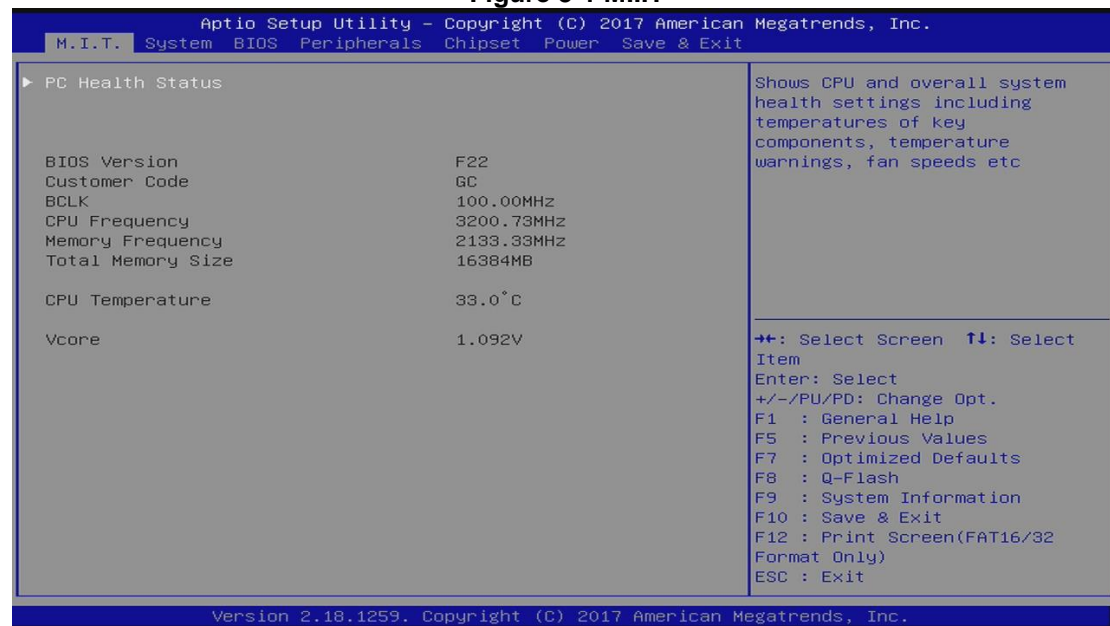 Aptio Setup Utility – Copyright (C) 2017 American Megatrends, Inc.
M.I.T. System BIOS Peripherals Chipset Power Save & Exit
PC Health Status
BIOS Version F22
Customer Code GC
BCLK 100.00MHz
CPU Frequency 3200.73MHz
Memory Frequency 2133.33MHz
Total Memory Size 16384MB
CPU Temperature 33.0°C
Vcore 1.092V
Shows CPU and overall system
health settings including
temperatures of key
components, temperature
warnings, fan speeds etc
→←: Select Screen ↑↓: Select
Item
Enter: Select
+/-/PU/PD: Change Opt.
F1 : General Help
F5 : Previous Values
F7 : Optimized Defaults
F8 : Q-Flash
F9 : System Information
F10 : Save & Exit
F12 : Print Screen(FAT16/32
Format Only)
ESC : Exit
Version 2.18.1259. Copyright (C) 2017 American Megatrends, Inc.